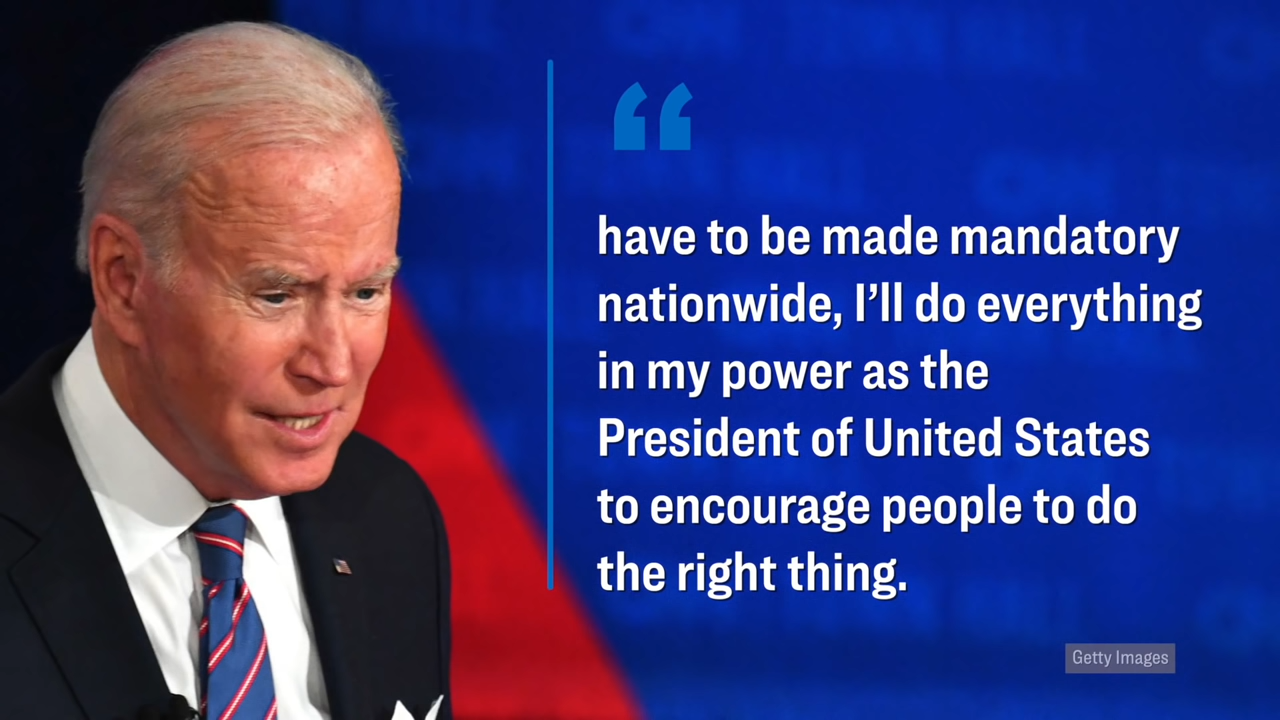 “
have to be made mandatory
nationwide, I’ll do everything
in my power as the
President of United States
to encourage people to do
the right thing.
Getty Images